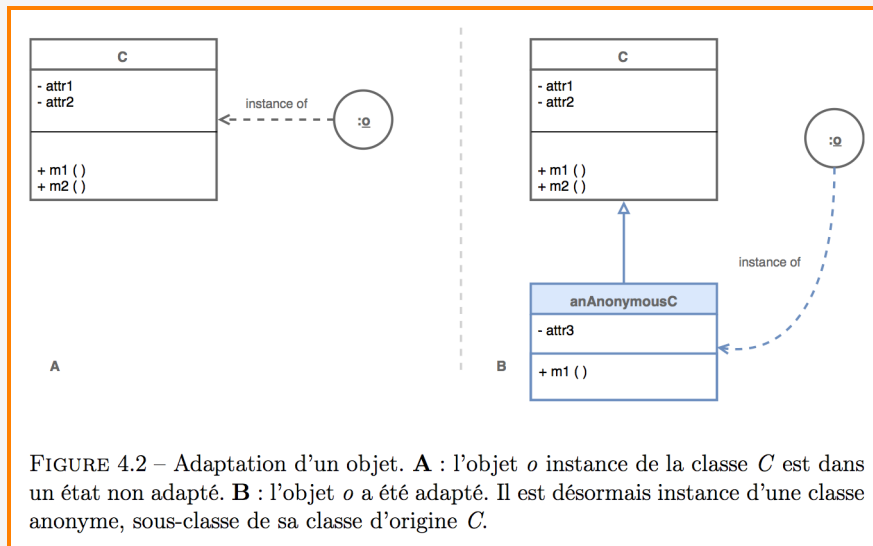 C
- attr1
- attr2
+ m1 ( )
+ m2 ( )
instance of
:o
A
C
- attr1
- attr2
+ m1 ( )
+ m2 ( )
:o
instance of
anAnonymousC
- attr3
+ m1 ( )
B
FIGURE 4.2 – Adaptation d'un objet. A : l'objet o instance de la classe C est dans
un état non adapté. B : l'objet o a été adapté. Il est désormais instance d'une classe
anonyme, sous-classe de sa classe d'origine C.